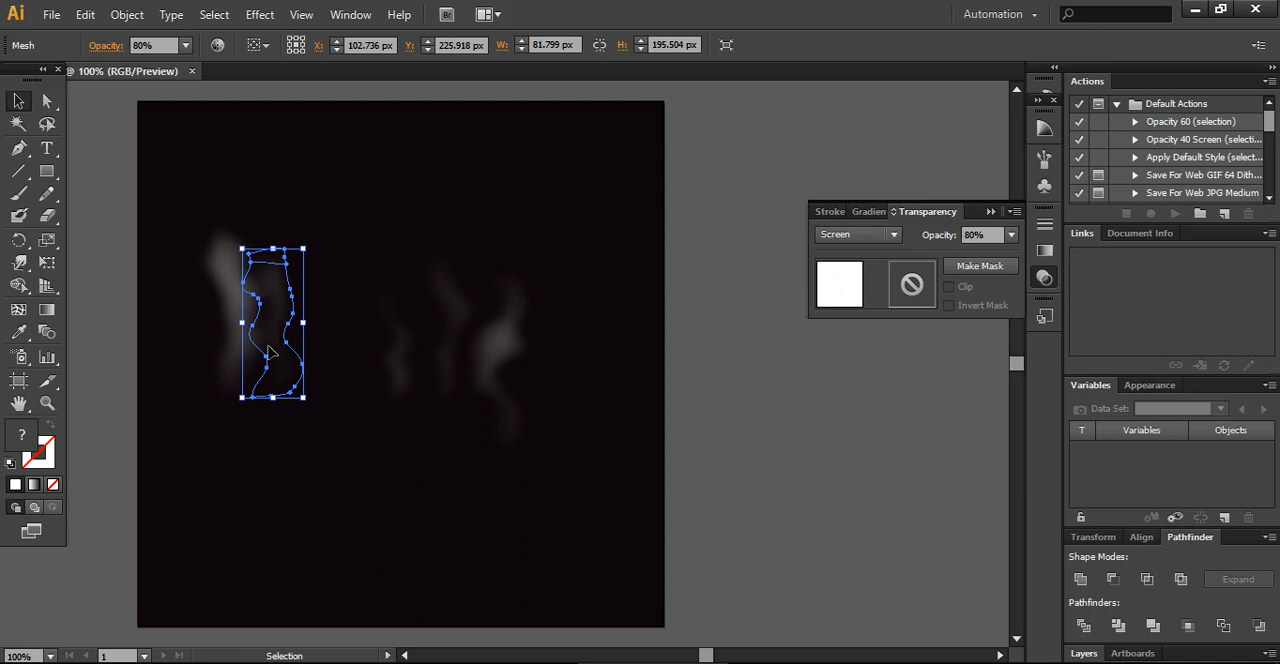 Ai File Edit Object Type Select Effect View Window Help Br Automation
Mesh Opacity: 80% X: 102.736 px Y: 225.918 px W: 81.799 px H: 195.504 px
@ 100% (RGB/Preview)
Actions
Default Actions
Opacity 60 (selection)
Opacity 40 Screen (selecti...
Apply Default Style (select...
Save For Web GIF 64 Dith...
Save For Web JPG Medium
Stroke Gradien Transparency
Screen Opacity: 80%
Make Mask
Clip
Invert Mask
Links Document Info
Variables Appearance
Data Set:
T Variables Objects
Transform Align Pathfinder
Shape Modes:
Expand
Pathfinders:
Layers Artboards
?
100% 1 Selection